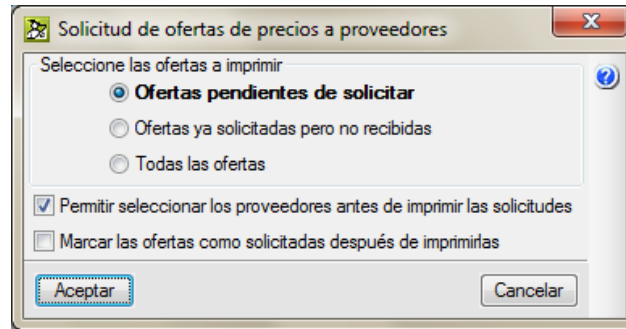 Solicitud de ofertas de precios a proveedores
Seleccione las ofertas a imprimir
Ofertas pendientes de solicitar
Ofertas ya solicitadas pero no recibidas
Todas las ofertas
Permitir seleccionar los proveedores antes de imprimir las solicitudes
Marcar las ofertas como solicitadas después de imprimirlas
Aceptar
Cancelar